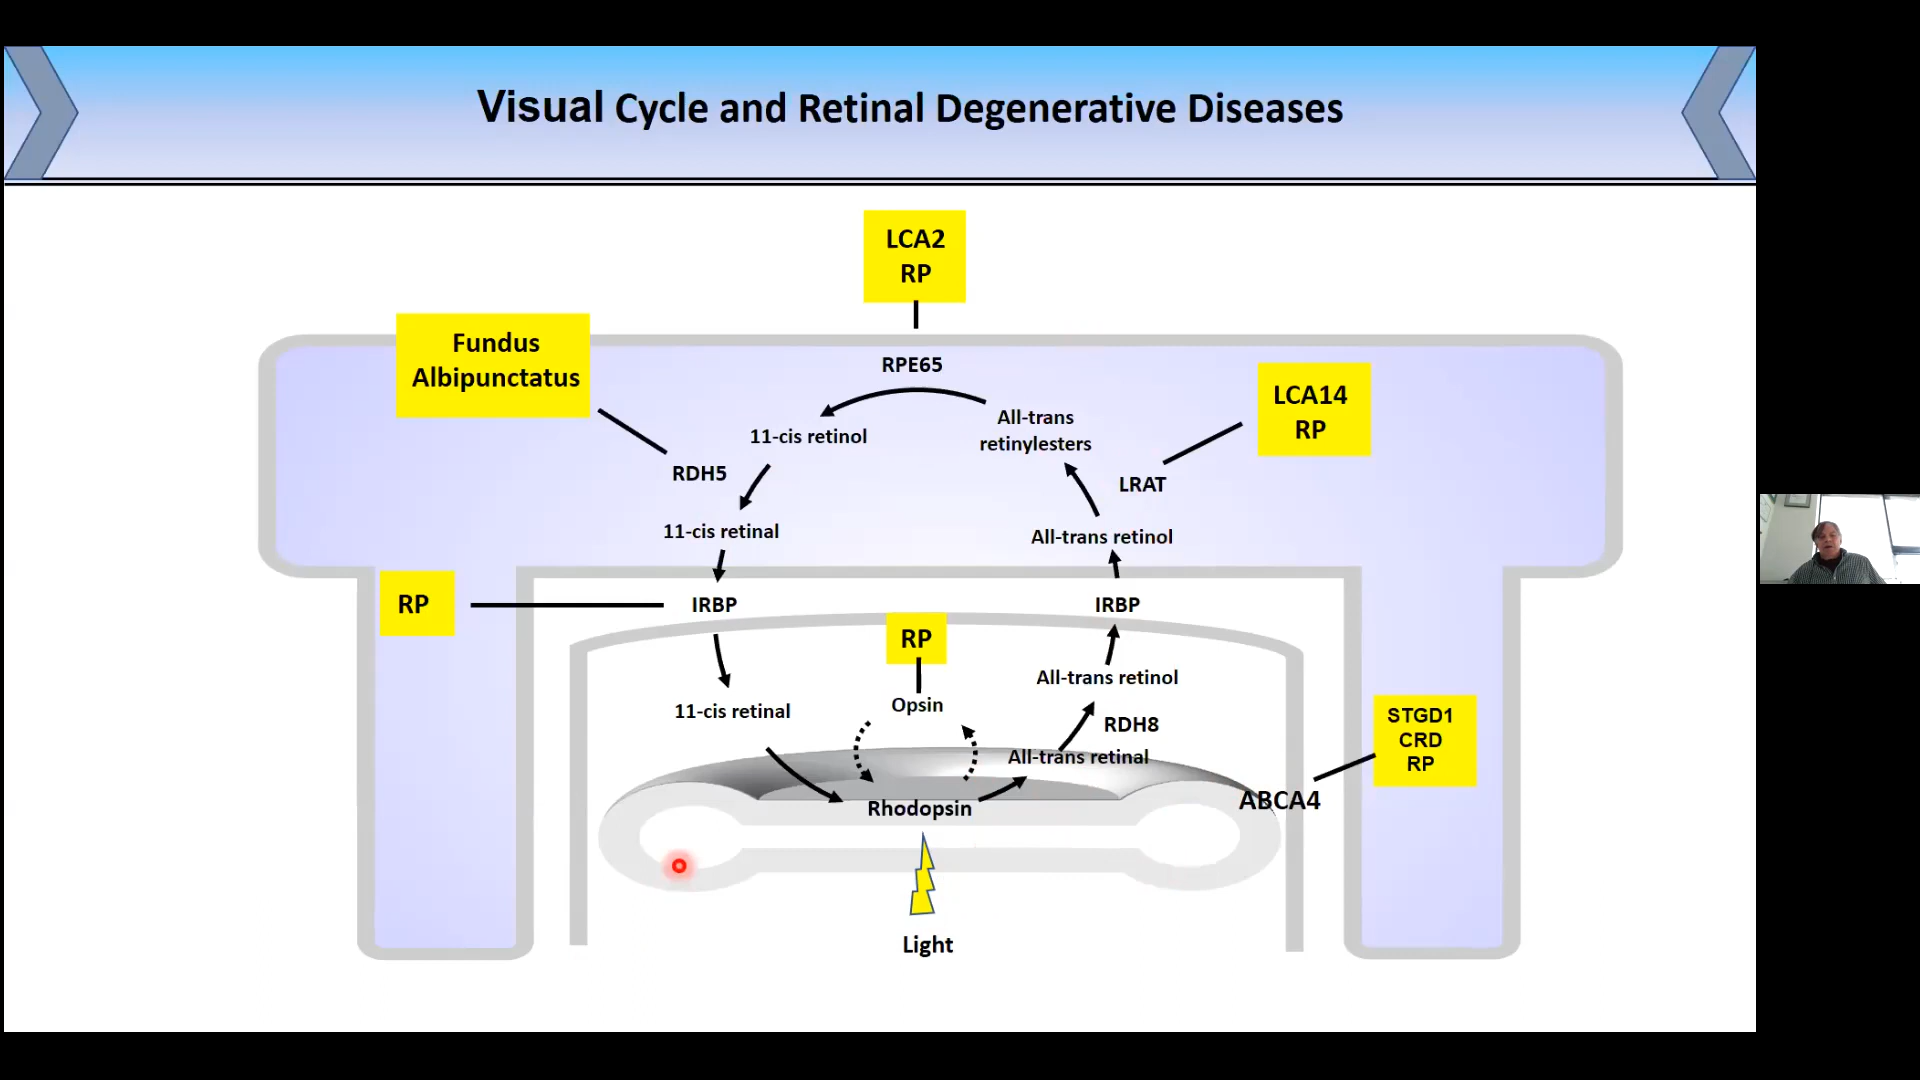 Visual Cycle and Retinal Degenerative Diseases
LCA2
RP
Fundus
Albipunctatus
RPE65
LCA14
RP
All-trans
retinylesters
11-cis retinol
RDH5
LRAT
11-cis retinal
All-trans retinol
RP
IRBP
IRBP
RP
All-trans retinol
Opsin
11-cis retinal
RDH8
All-trans retinal
STGD1
CRD
RP
ABCA4
Rhodopsin
Light